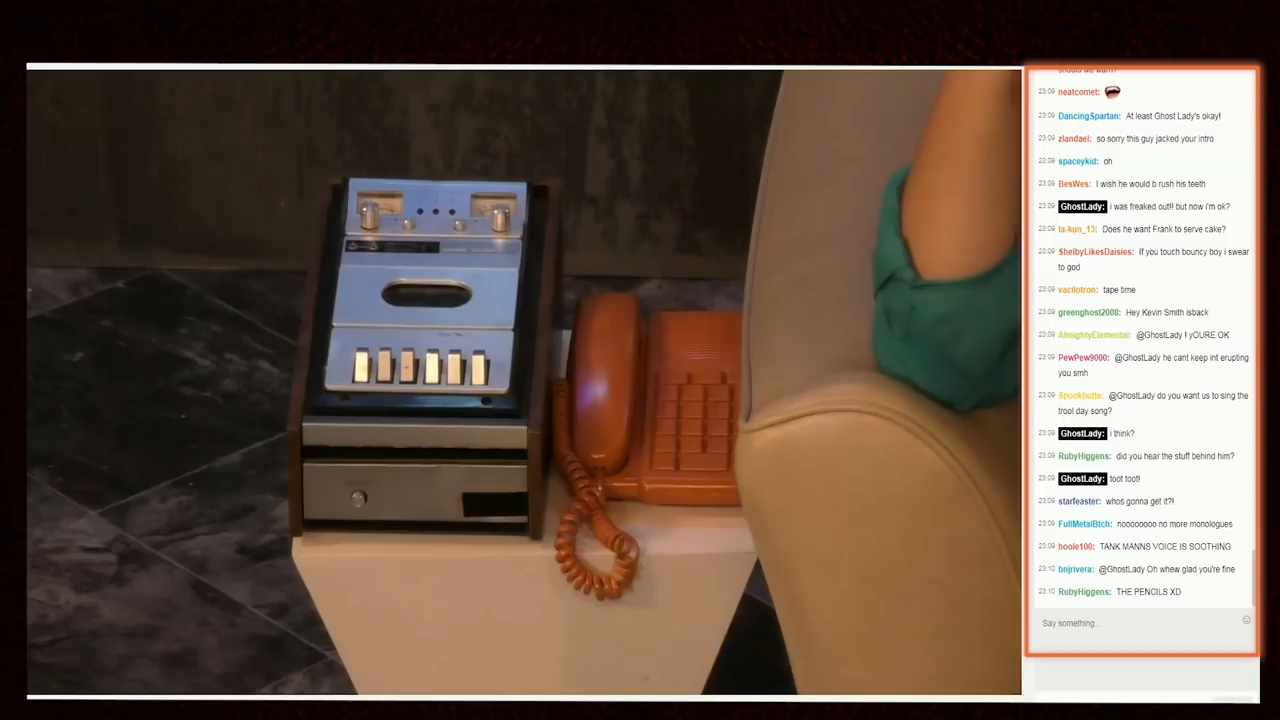 23:09 neatcomet:
23:09 DancingSpartan: At least Ghost Lady's okay!
23:09 zlandael: so sorry this guy jacked your intro
23:09 spaceykid: oh
23:09 BesWes: I wish he would b rush his teeth
23:09 GhostLady: i was freaked out!! but now i'm ok?
23:09 ta-kun_13: Does he want Frank to serve cake?
23:09 ShelbyLikesDaisies: If you touch bouncy boy i swear
to god
23:09 vacilotron: tape time
23:09 greenghost2008: Hey Kevin Smith isback
23:09 AlmightyElemental: @GhostLady ! yOURE OK
23:09 PewPew9000: @GhostLady he cant keep int erupting
you smh
23:09 Spookbutte: @GhostLady do you want us to sing the
trool day song?
23:09 GhostLady: i think?
23:09 RubyHiggens: did you hear the stuff behind him?
23:09 GhostLady: toot toot!
23:09 starfeaster: whos gonna get it?!
23:09 FullMetalBtch: noooooooo no more monologues
23:09 hoole100: TANK MANNS VOICE IS SOOTHING
23:10 bnjrivera: @GhostLady Oh whew glad you're fine
23:10 RubyHiggens: THE PENCILS XD
Say something...